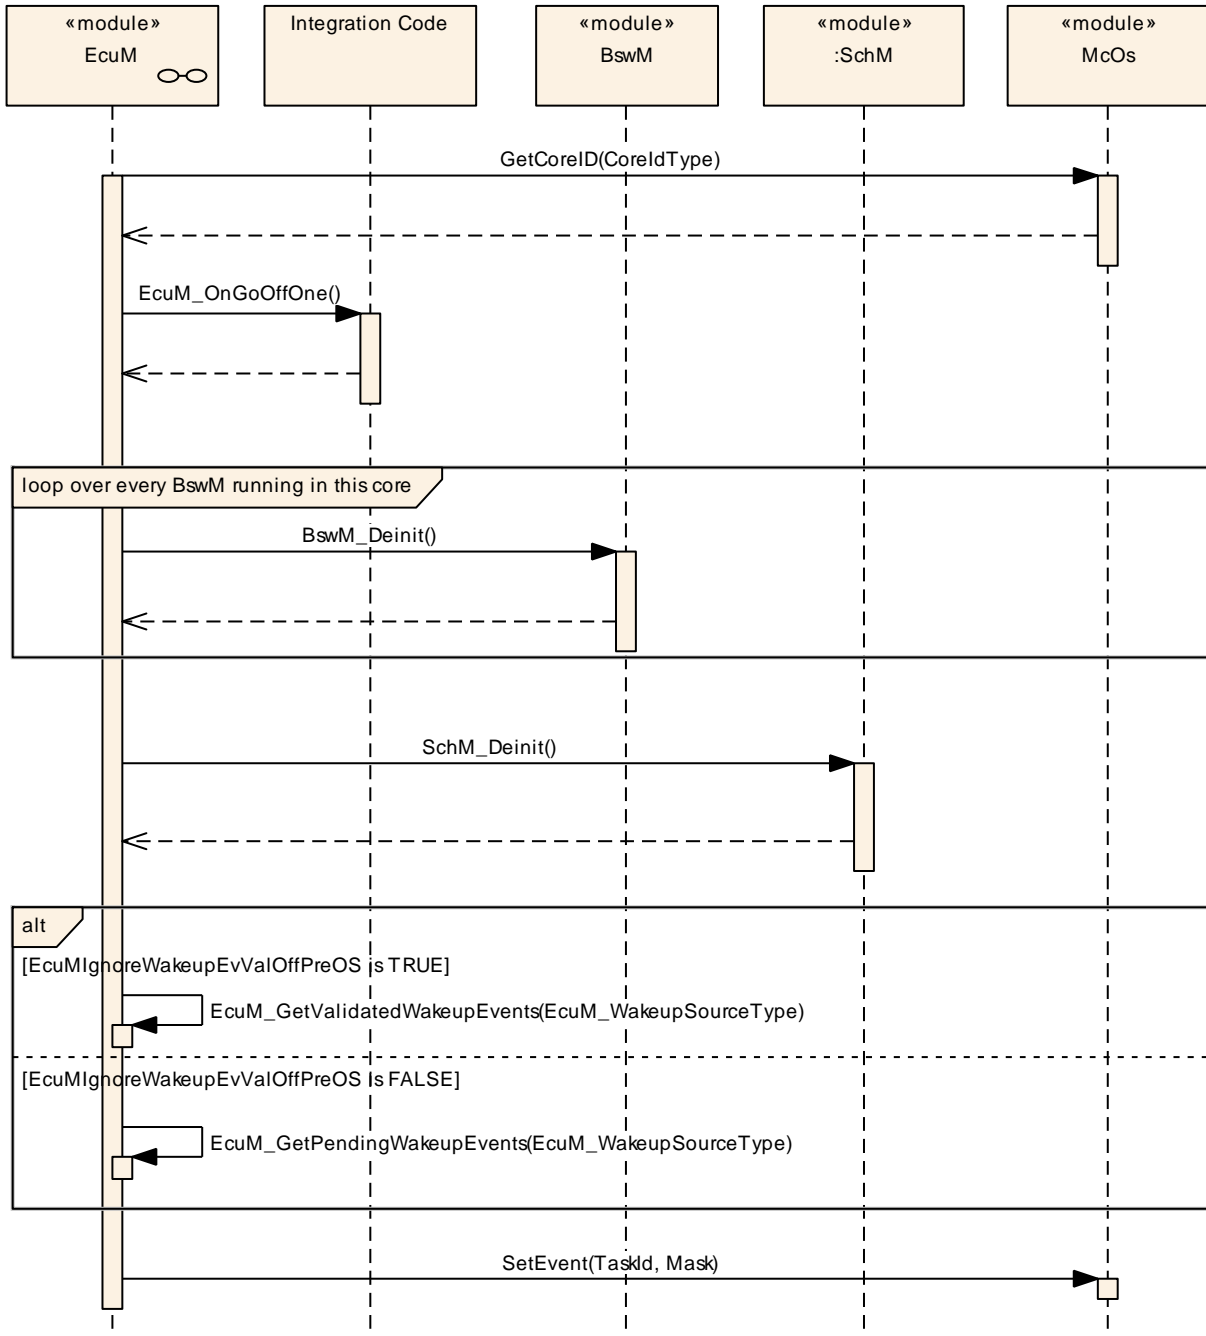 «module»
EcuM
Integration Code
«module»
BswM
«module»
:SchM
«module»
McOs
GetCoreID(CoreIdType)
EcuM_OnGoOffOne()
loop over every BswM running in this core
BswM_Deinit()
SchM_Deinit()
alt
[EcuMIgnoreWakeupEvValOffPreOS is TRUE]
EcuM_GetValidatedWakeupEvents(EcuM_WakeupSourceType)
[EcuMIgnoreWakeupEvValOffPreOS is FALSE]
EcuM_GetPendingWakeupEvents(EcuM_WakeupSourceType)
SetEvent(TaskId, Mask)